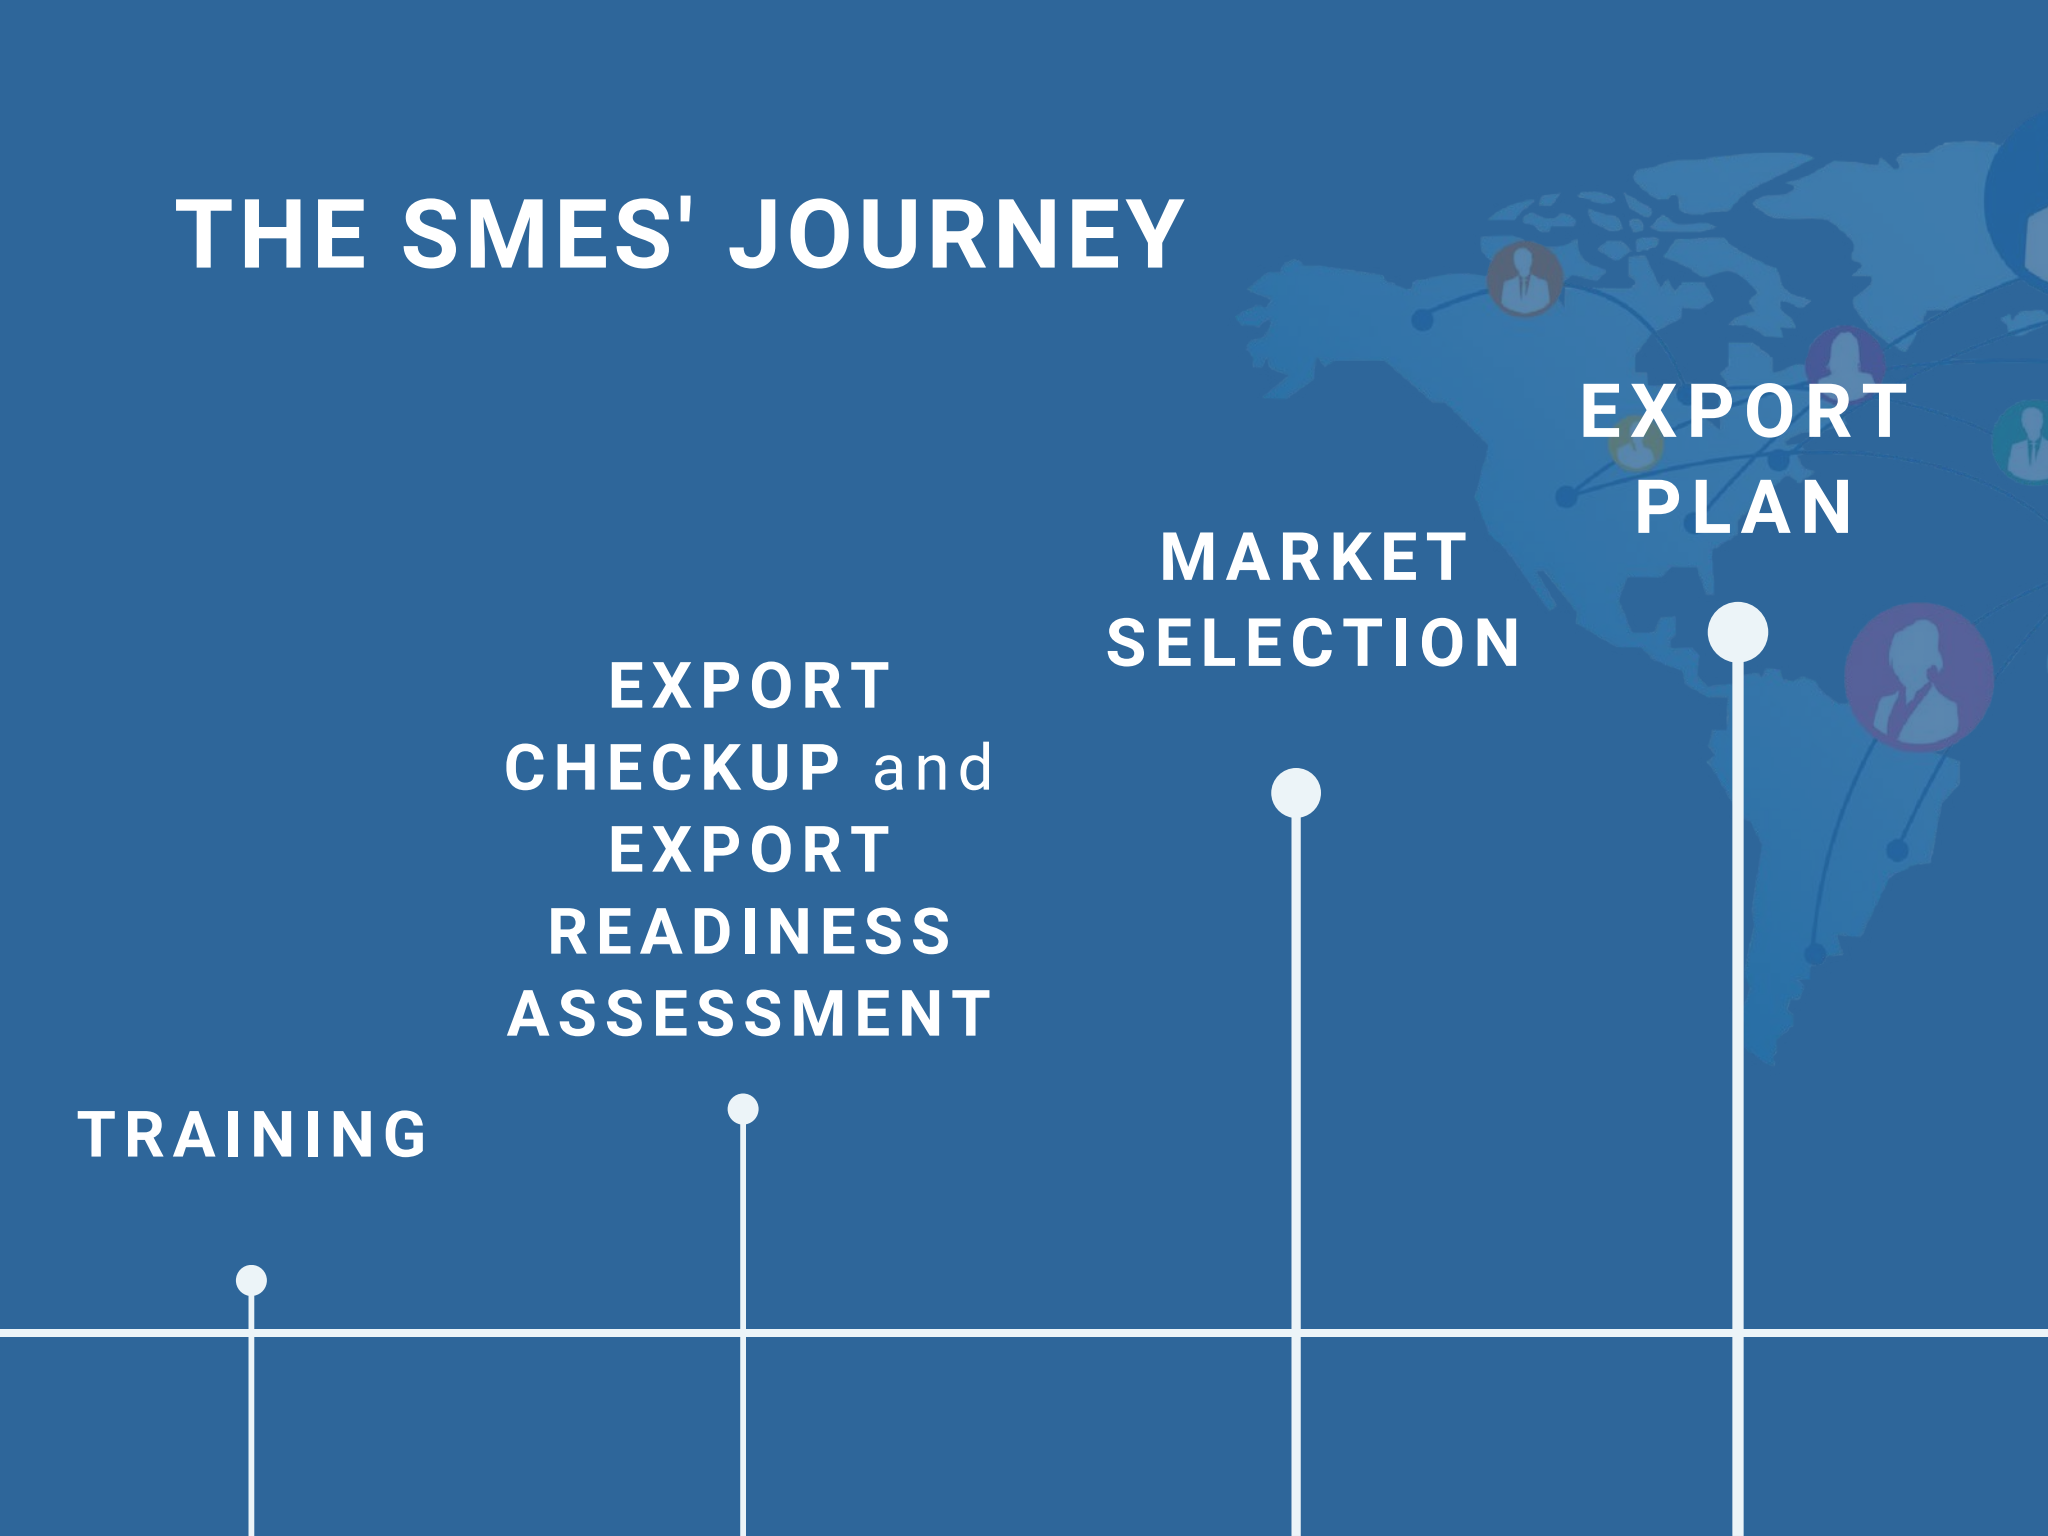 THE SMES' JOURNEY
TRAINING
EXPORT
CHECKUP and
EXPORT
READINESS
ASSESSMENT
MARKET
SELECTION
EXPORT
PLAN